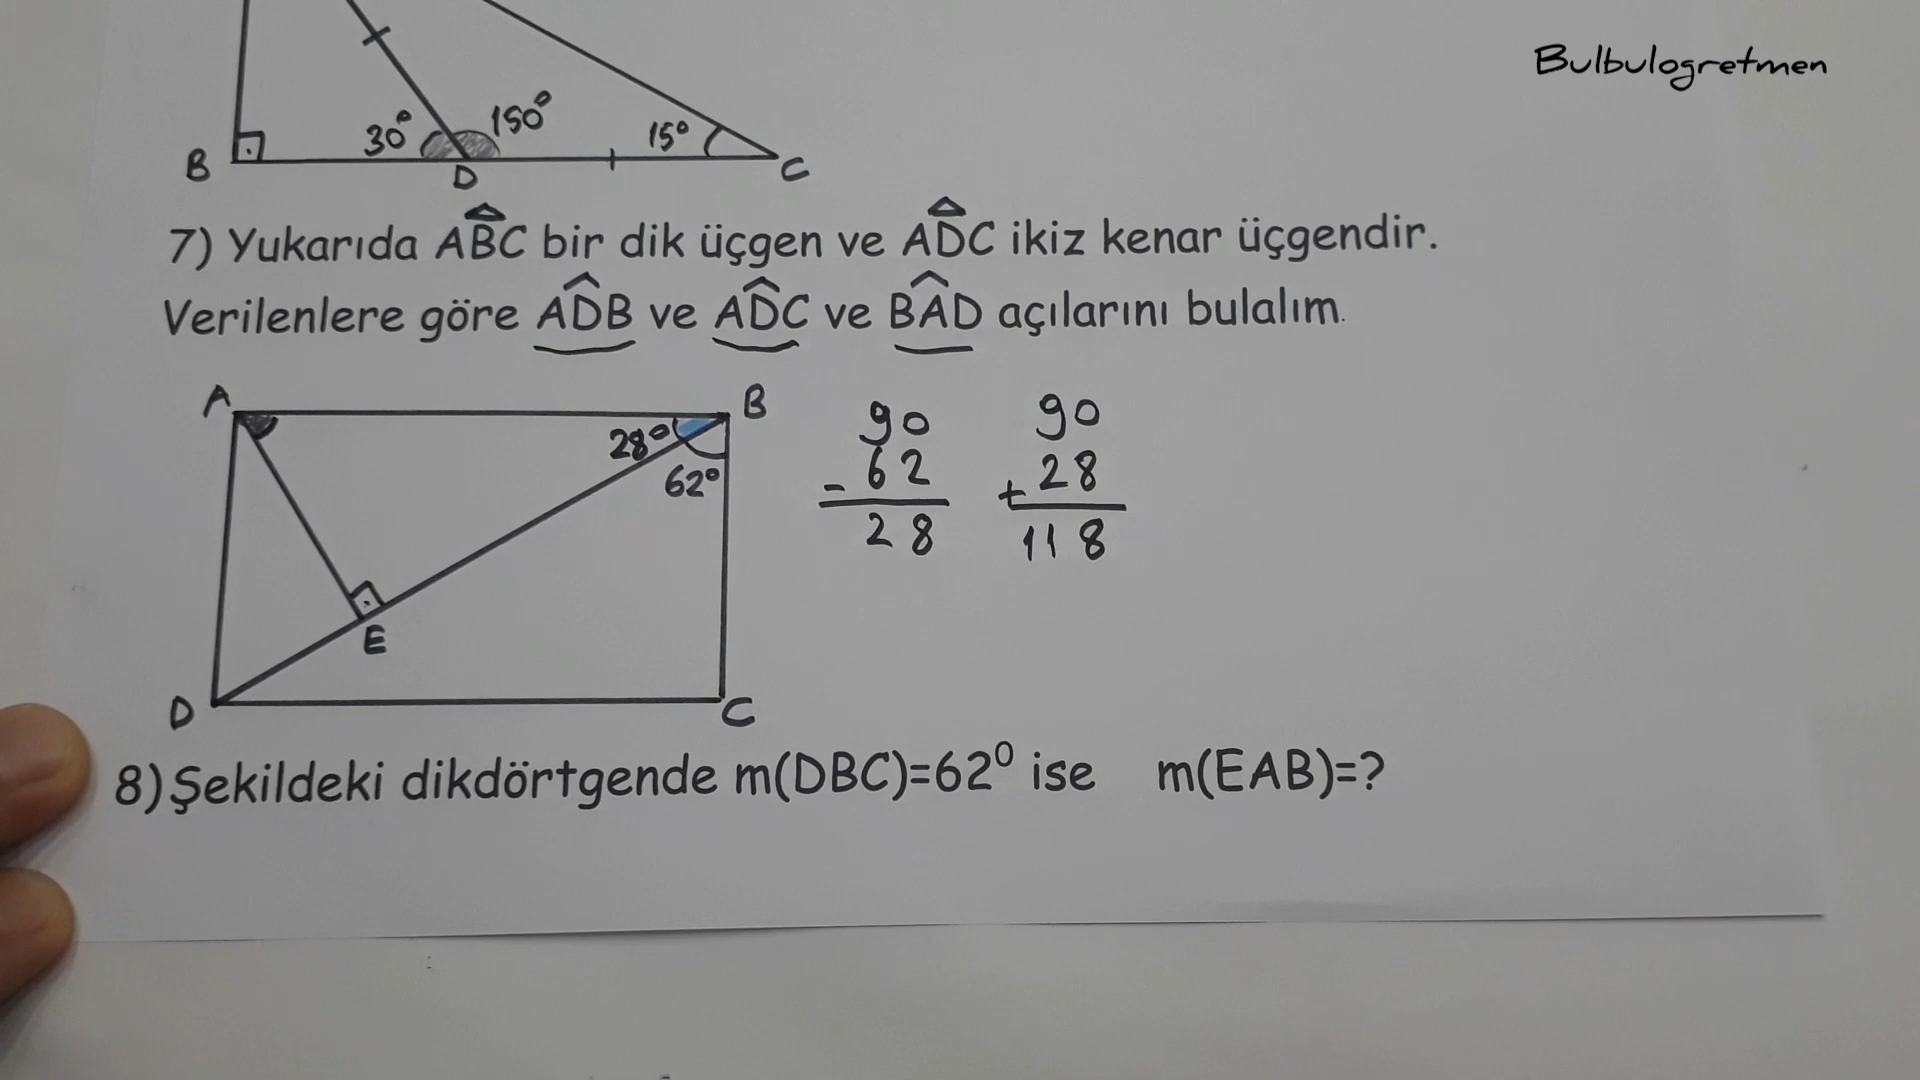 Bulbulogretmen
30° 150° 15°
B D C
7) Yukarıda ABC bir dik üçgen ve ADC ikiz kenar üçgendir.
Verilenlere göre ADB ve ADC ve BAD açılarını bulalım.
A B
28°
62°
E
D C
90
- 62
28
90
+ 28
118
8) Şekildeki dikdörtgende m(DBC)=62⁰ ise m(EAB)=?